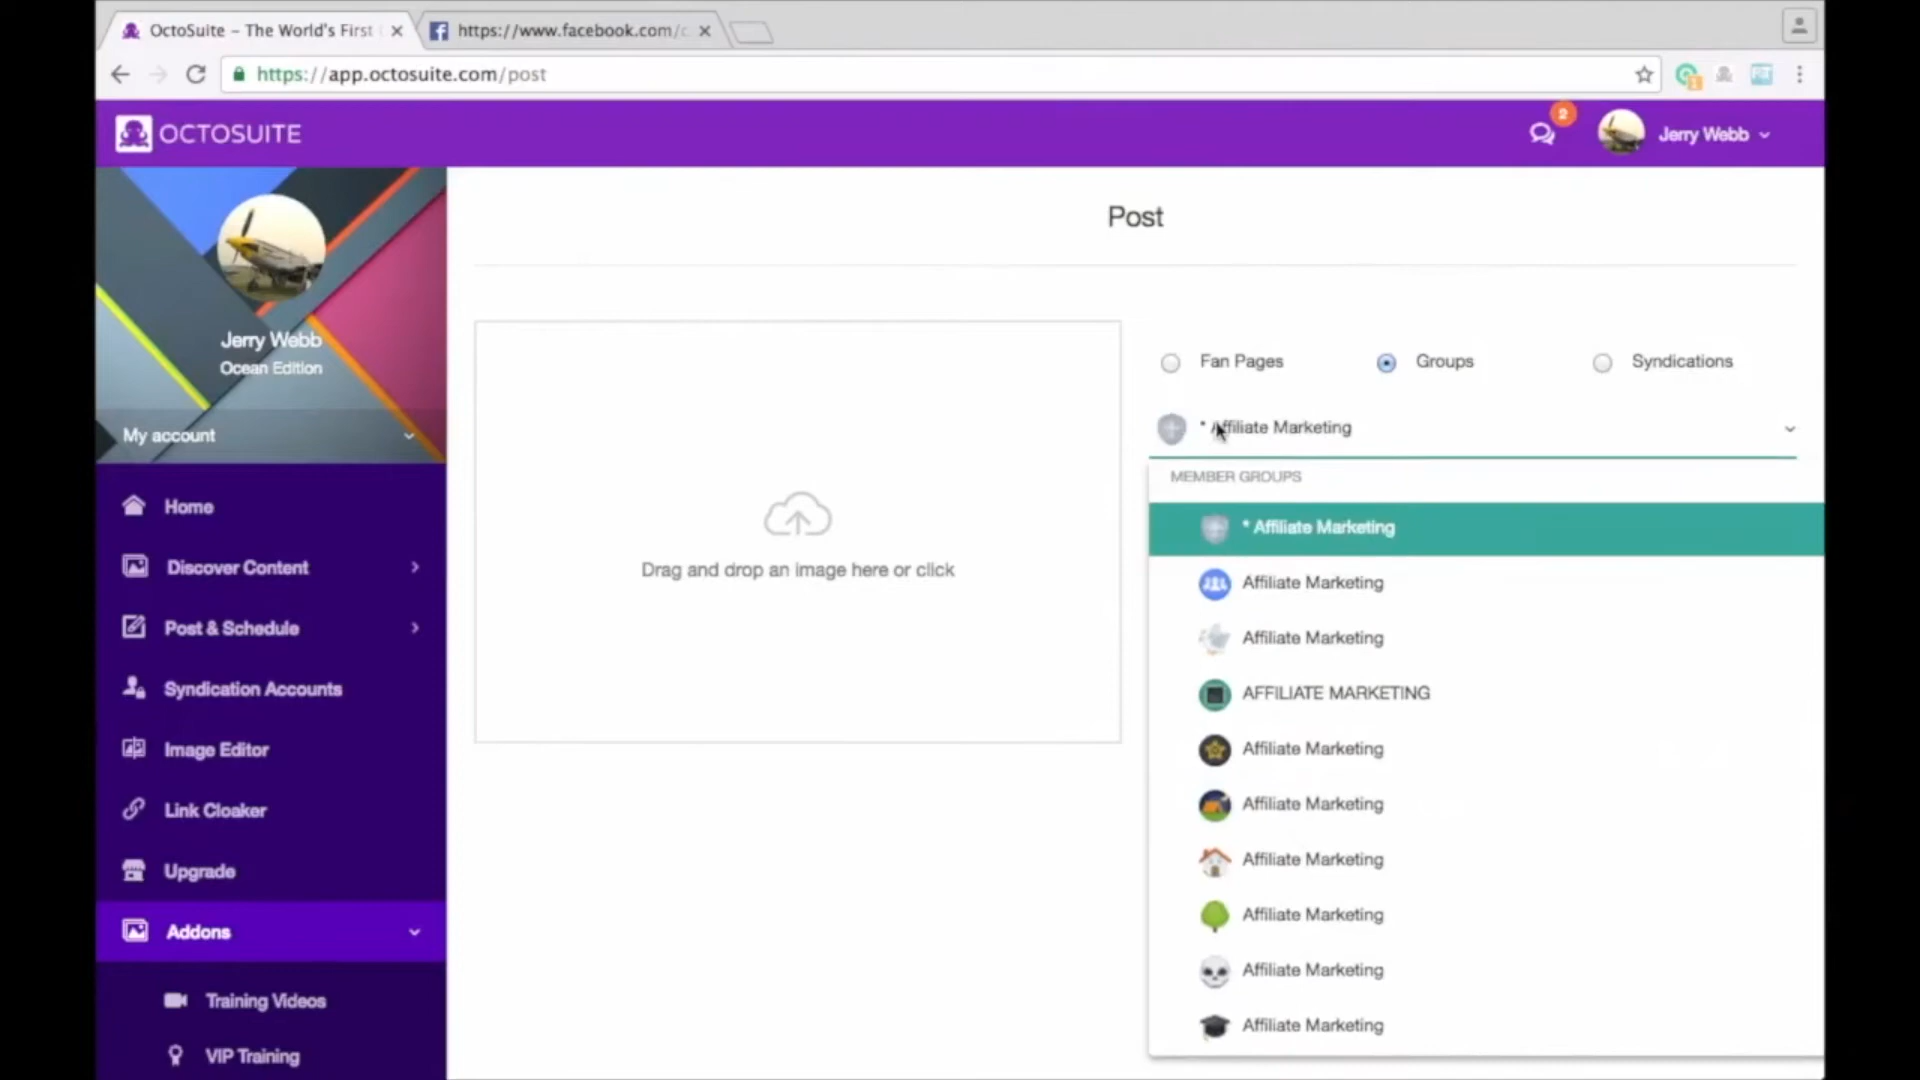 OctoSuite – The World's First
https://www.facebook.com/c
https://app.octosuite.com/post
OCTOSUITE
2
Jerry Webb
Jerry Webb
Ocean Edition
My account
Home
Discover Content
Post & Schedule
Syndication Accounts
Image Editor
Link Cloaker
Upgrade
Addons
Training Videos
VIP Training
Post
Drag and drop an image here or click
Fan Pages
Groups
Syndications
* Affiliate Marketing
MEMBER GROUPS
* Affiliate Marketing
Affiliate Marketing
Affiliate Marketing
AFFILIATE MARKETING
Affiliate Marketing
Affiliate Marketing
Affiliate Marketing
Affiliate Marketing
Affiliate Marketing
Affiliate Marketing